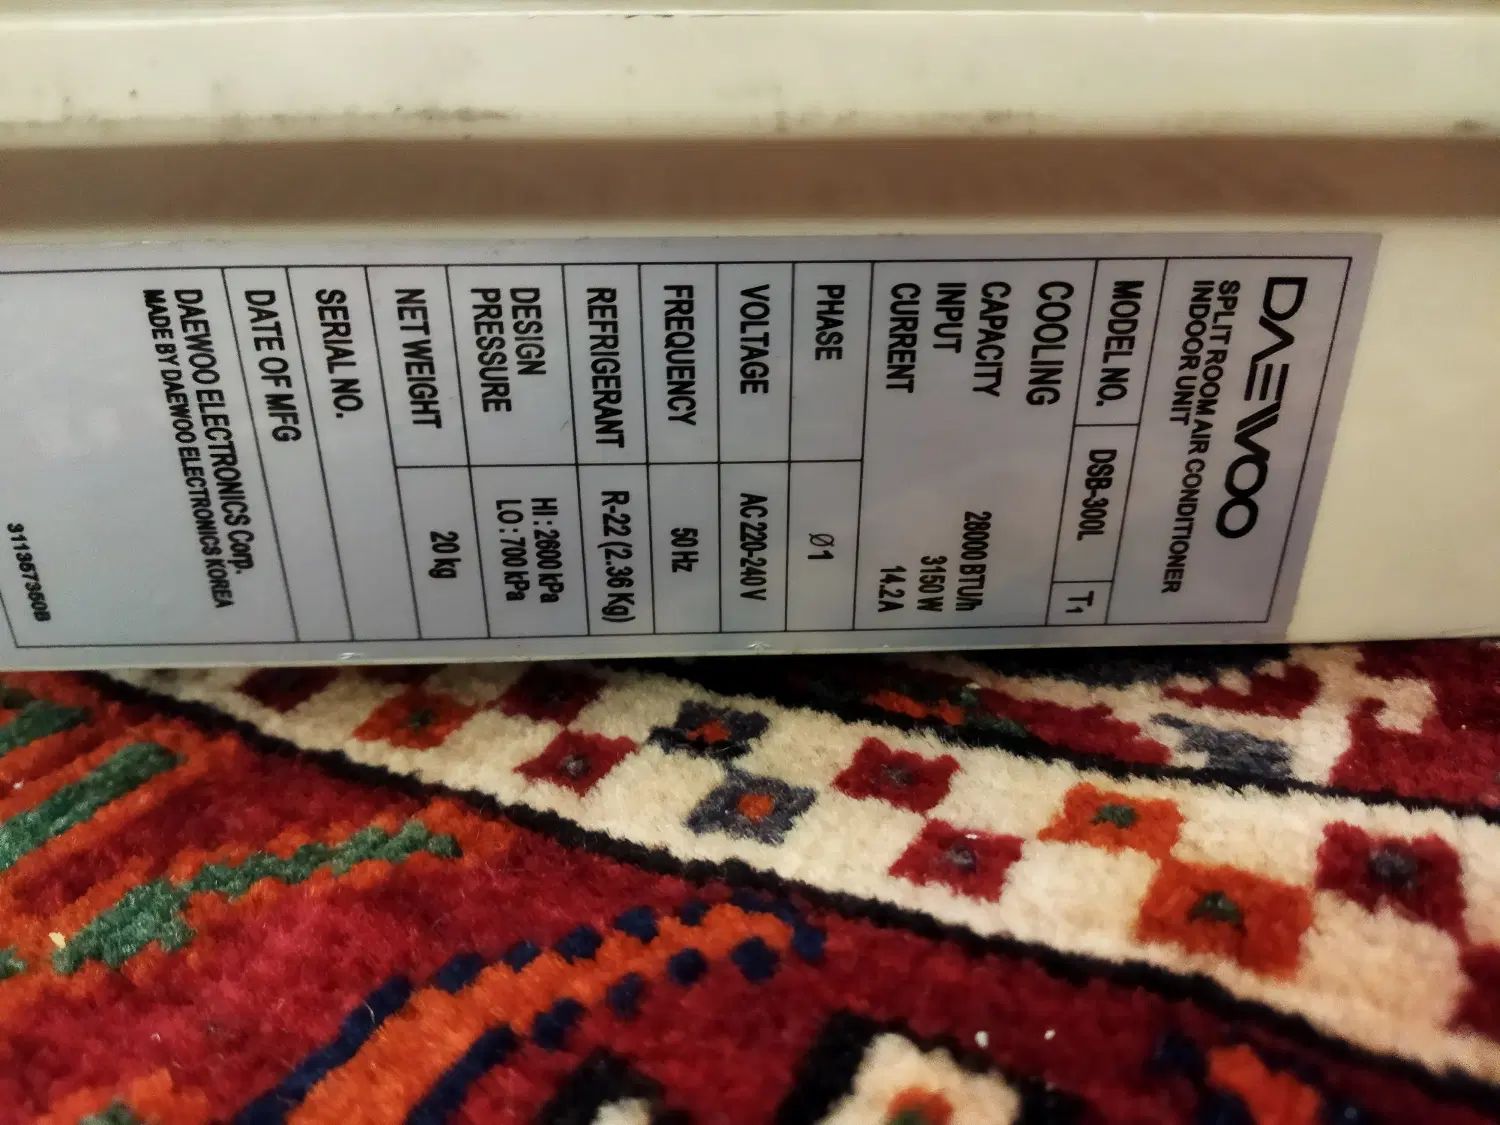 DAEWOO
SPLIT ROOM AIR CONDITIONER
INDOOR UNIT
MODEL NO. DSB-300L T1
COOLING
CAPACITY 28000 BTU/h
INPUT 3150 W
CURRENT 14.2 A
PHASE Ø1
VOLTAGE AC 220-240 V
FREQUENCY 50 Hz
REFRIGERANT R-22 (2.36 Kg)
DESIGN HI : 2600 kPa
PRESSURE LO : 700 kPa
NET WEIGHT 20 kg
SERIAL NO.
DATE OF MFG
DAEWOO ELECTRONICS Corp.
MADE BY DAEWOO ELECTRONICS KOREA
3113573508